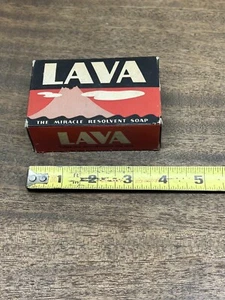 LAVA
THE MIRACLE RESOLVENT SOAP
LAVA
1 2 3 4 5